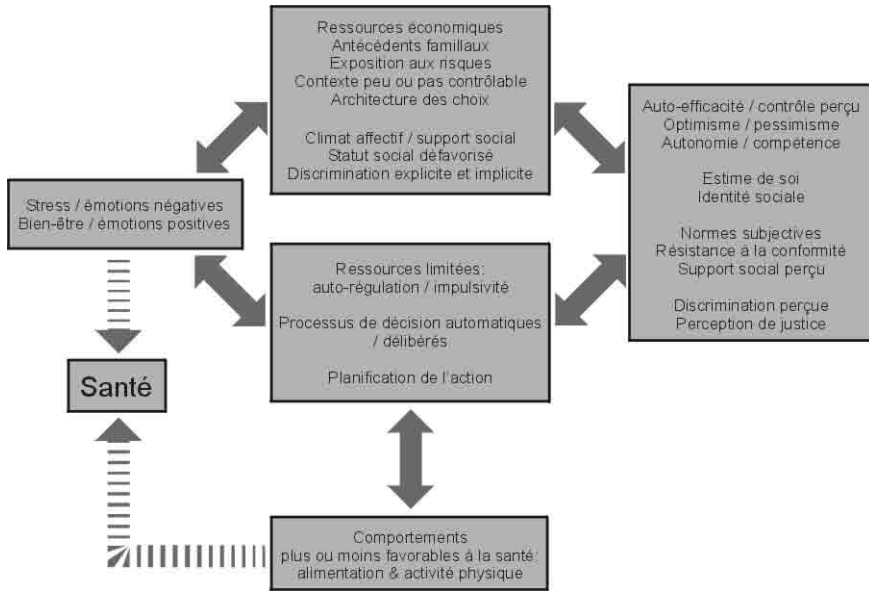 Ressources économiques
Antécédents famillaux
Exposition aux risques
Contexte peu ou pas contrôlable
Architecture des choix
Climat affectif / support social
Statut social défavorisé
Discrimination explicite et implicite
Auto-efficacité / contrôle perçu
Optimisme / pessimisme
Autonomie / compétence
Estime de soi
Identité sociale
Normes subjectives
Résistance à la conformité
Support social perçu
Discrimination perçue
Perception de justice
Stress / émotions négatives
Bien-être / émotions positives
Ressources limitées:
auto-régulation / impulsivité
Processus de décision automatiques
/ délibérés
Planification de l'action
Santé
Comportements
plus ou moins favorables á la santé:
alimentation & activité physique